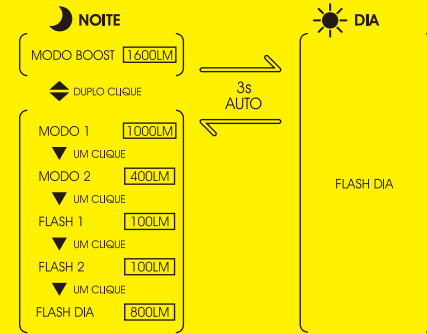 NOITE
MODO BOOST 1600LM
DUPLO CLIQUE
MODO 1 1000LM
UM CLIQUE
MODO 2 400LM
UM CLIQUE
FLASH 1 100LM
UM CLIQUE
FLASH 2 100LM
UM CLIQUE
FLASH DIA 800LM
3s
AUTO
DIA
FLASH DIA